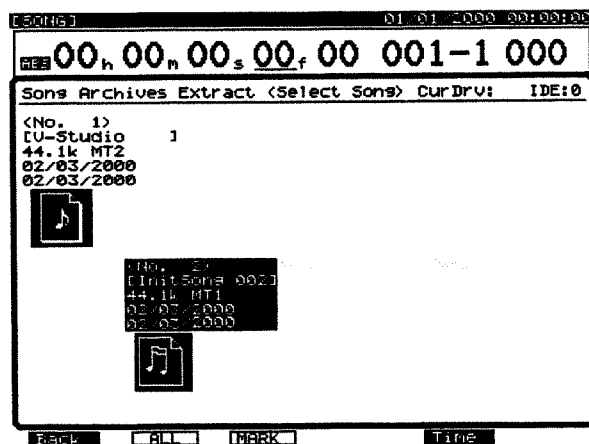 [SONG] 01/01/2000 00:00:00
ABS 00h 00m 00s 00f 00 001-1 000
Song Archives Extract <Select Song> CurDrv: IDE:0
<No. 1>
[V-Studio ]
44.1k MT2
02/03/2000
02/03/2000
<No. 2>
[InitSong 002]
44.1k MT1
02/03/2000
02/03/2000
Back ALL MARK Time